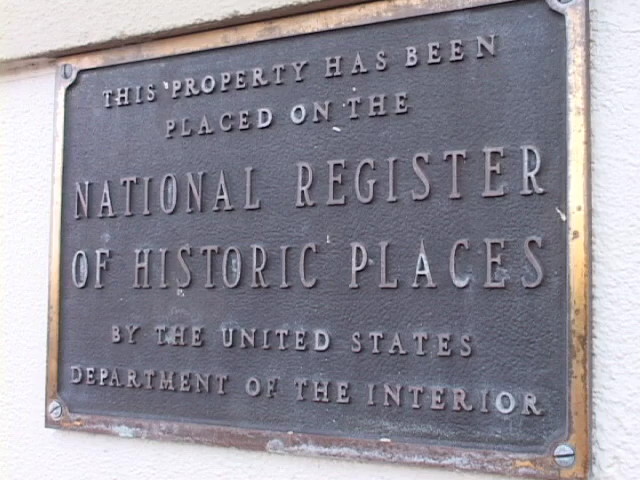 THIS PROPERTY HAS BEEN
PLACED ON THE
NATIONAL REGISTER
OF HISTORIC PLACES
BY THE UNITED STATES
DEPARTMENT OF THE INTERIOR